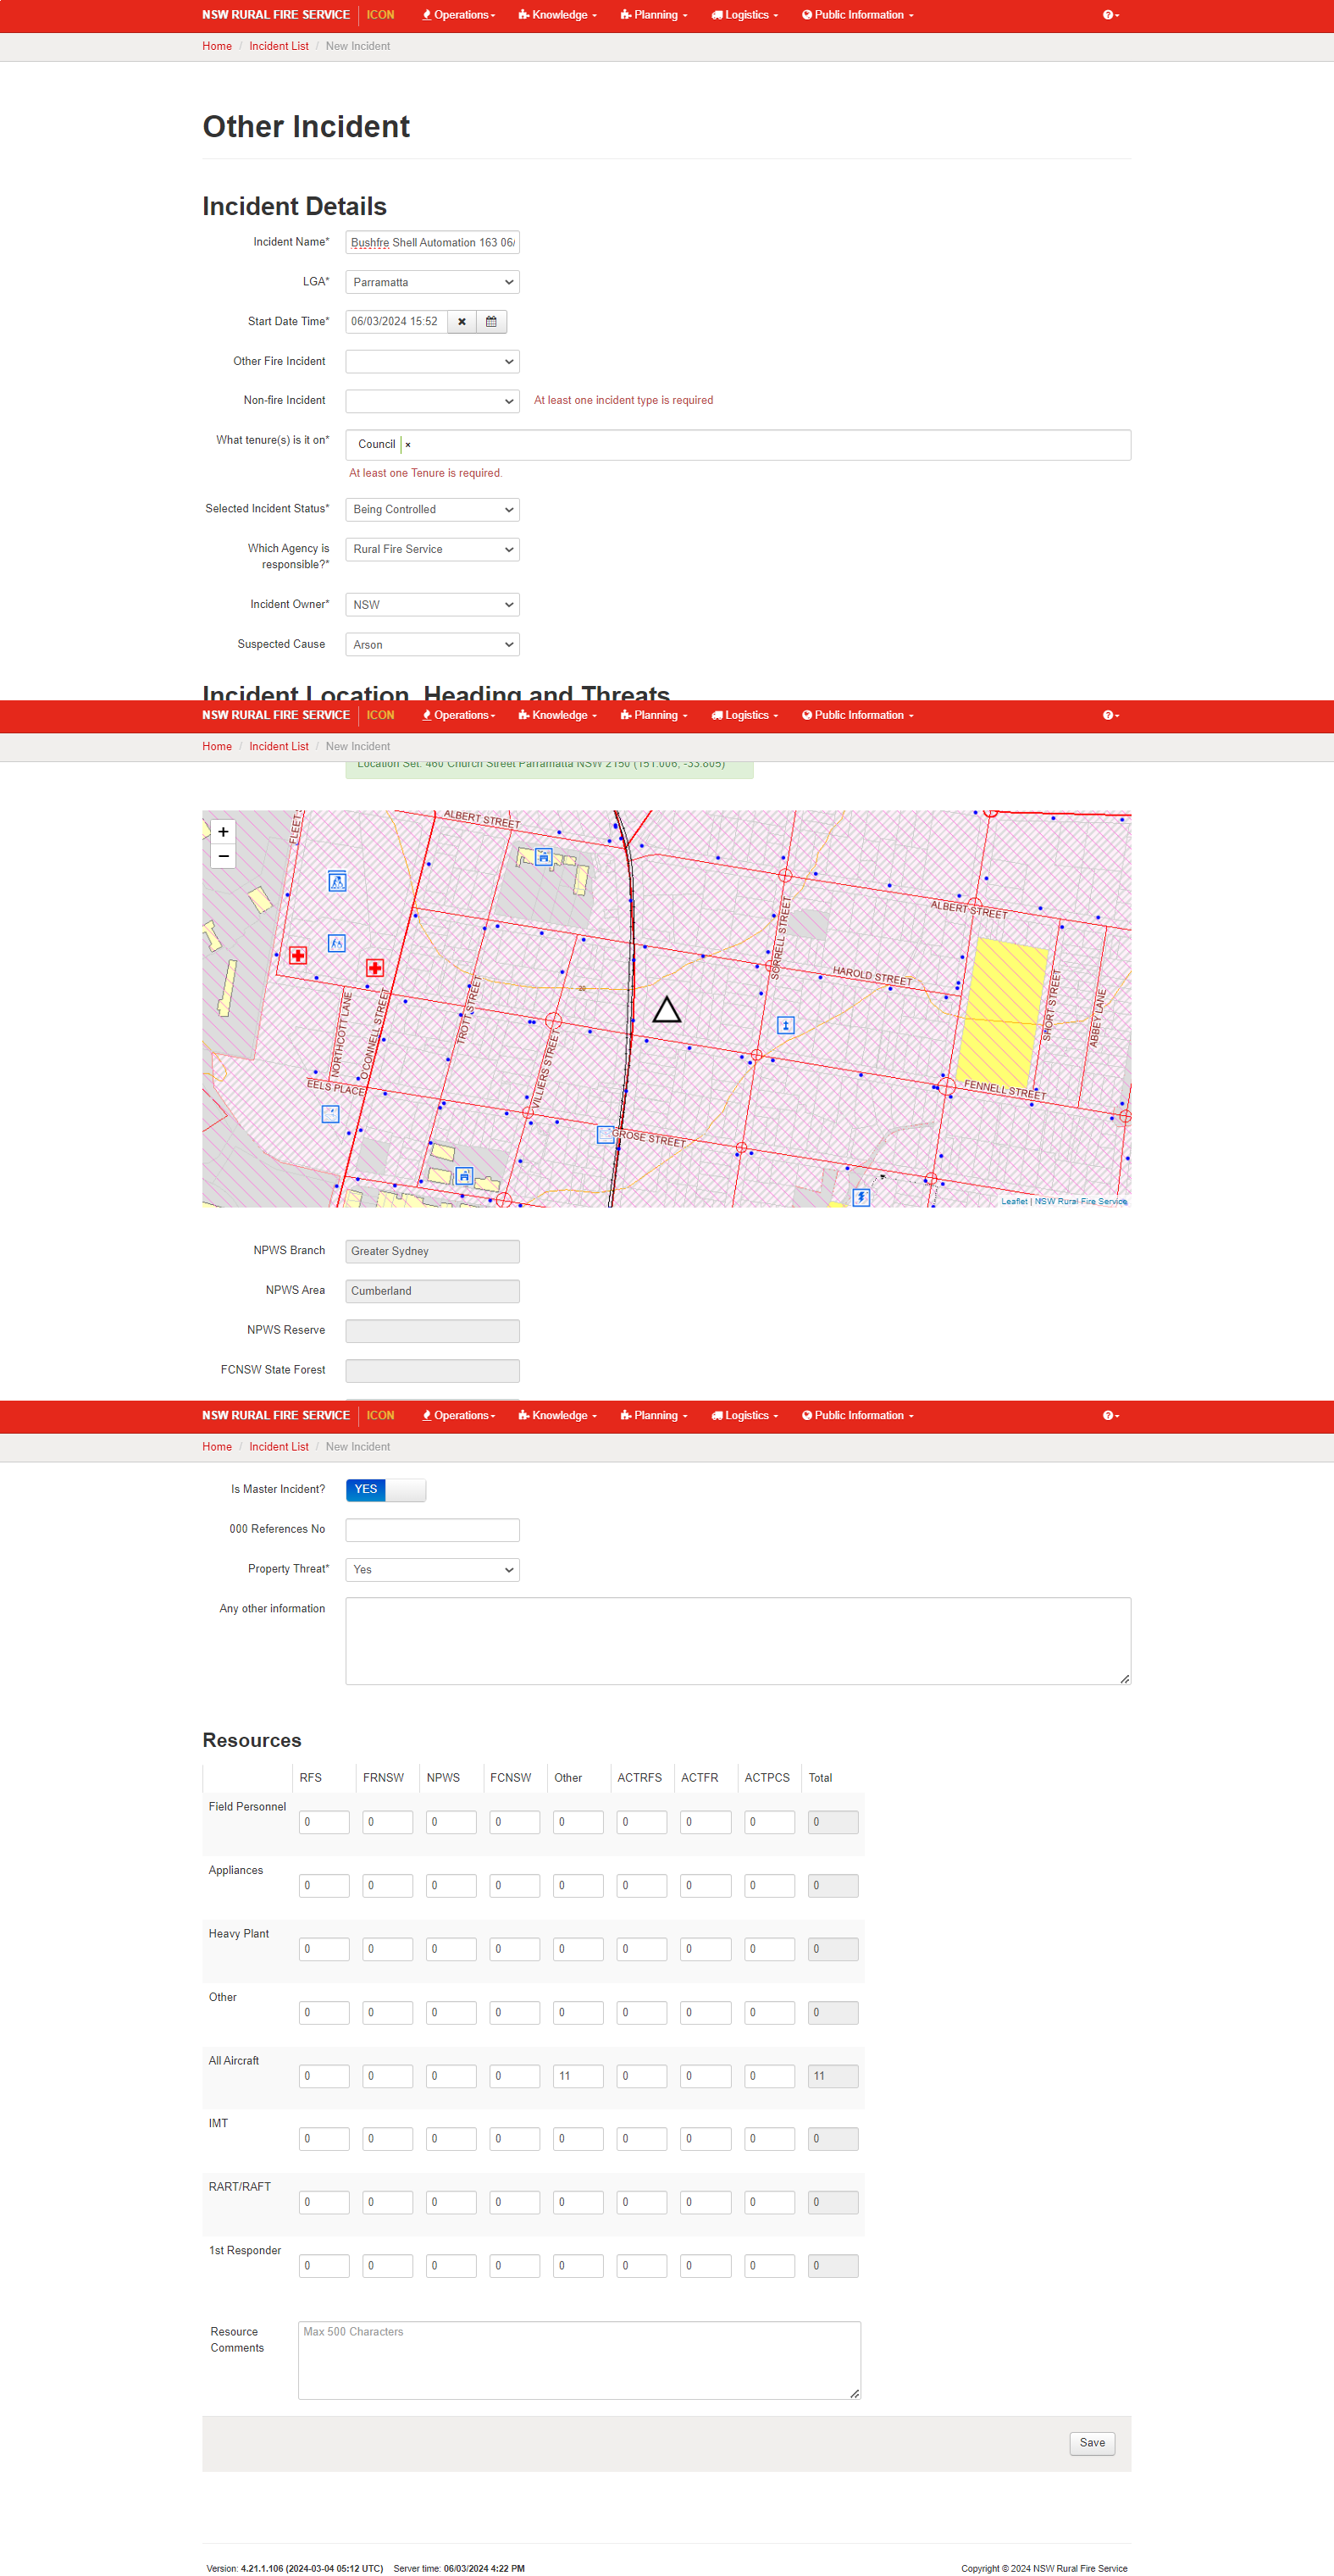 NSW RURAL FIRE SERVICE ICON Operations Knowledge Planning Logistics Public Information
Home / Incident List / New Incident
Other Incident
Incident Details
Incident Name* Bushfre Shell Automation 163 06/
LGA* Parramatta
Start Date Time* 06/03/2024 15:52
Other Fire Incident
Non-fire Incident At least one incident type is required
What tenure(s) is it on* Council ×
At least one Tenure is required.
Selected Incident Status* Being Controlled
Which Agency is
responsible?* Rural Fire Service
Incident Owner* NSW
Suspected Cause Arson
Incident Location, Heading and Threats
NSW RURAL FIRE SERVICE ICON Operations Knowledge Planning Logistics Public Information
Home / Incident List / New Incident
Location Set: 460 Church Street Parramatta NSW 2150 (151.006, -33.805)
+
−
FLEET
ALBERT STREET
ALBERT STREET
SORRELL STREET
HAROLD STREET
SHORT STREET
ABBEY LANE
NORTHCOTT LANE
O'CONNELL STREET
TROTT STREET
20
VILLIERS STREET
EELS PLACE
FENNELL STREET
GROSE STREET
Leaflet | NSW Rural Fire Service
NPWS Branch Greater Sydney
NPWS Area Cumberland
NPWS Reserve
FCNSW State Forest
NSW RURAL FIRE SERVICE ICON Operations Knowledge Planning Logistics Public Information
Home / Incident List / New Incident
Is Master Incident? YES
000 References No
Property Threat* Yes
Any other information
Resources
RFS FRNSW NPWS FCNSW Other ACTRFS ACTFR ACTPCS Total
Field Personnel 0 0 0 0 0 0 0 0 0
Appliances 0 0 0 0 0 0 0 0 0
Heavy Plant 0 0 0 0 0 0 0 0 0
Other 0 0 0 0 0 0 0 0 0
All Aircraft 0 0 0 0 11 0 0 0 11
IMT 0 0 0 0 0 0 0 0 0
RART/RAFT 0 0 0 0 0 0 0 0 0
1st Responder 0 0 0 0 0 0 0 0 0
Resource
Comments Max 500 Characters
Save
Version: 4.21.1.106 (2024-03-04 05:12 UTC) Server time: 06/03/2024 4:22 PM Copyright © 2024 NSW Rural Fire Service